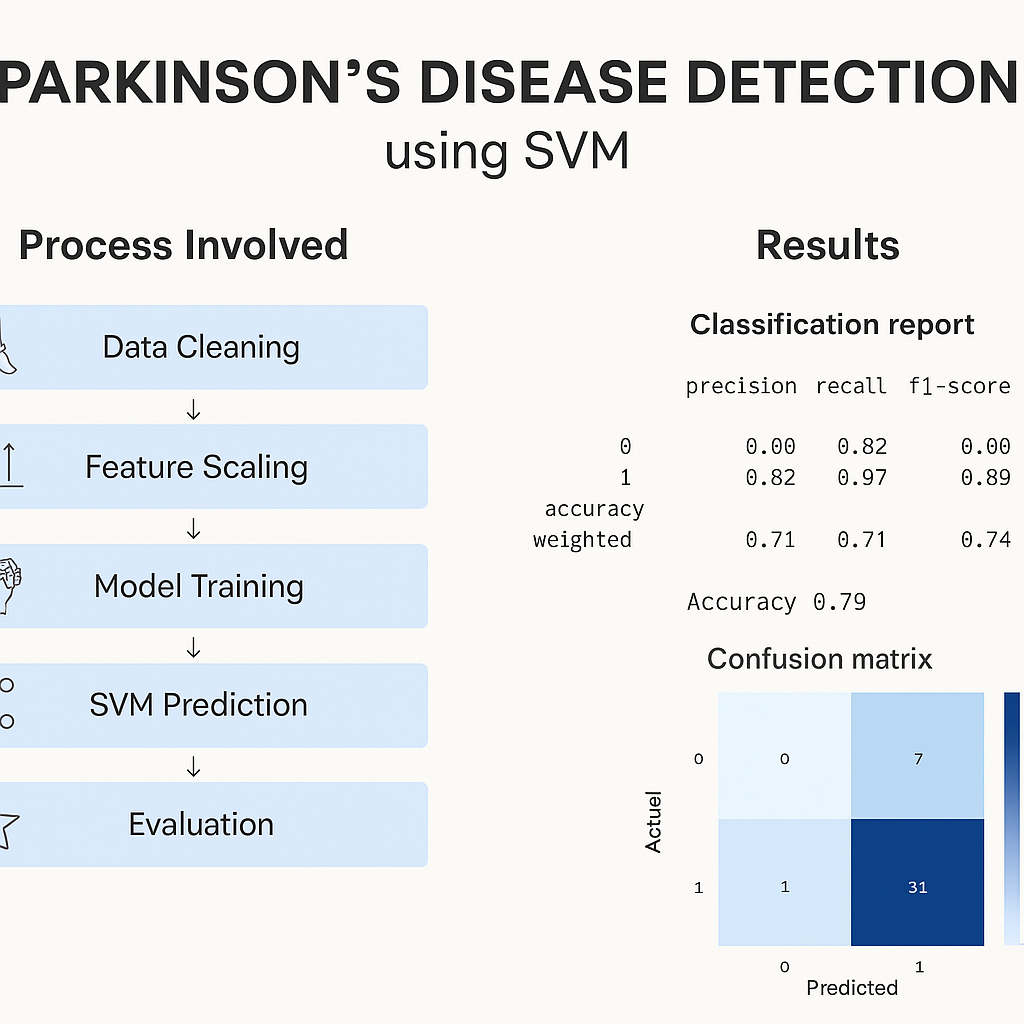 PARKINSON’S DISEASE DETECTION
using SVM
Process Involved
Data Cleaning
↓
Feature Scaling
↓
Model Training
↓
SVM Prediction
↓
Evaluation
Results
Classification report
precision recall f1-score
0 0.00 0.82 0.00
1 0.82 0.97 0.89
accuracy
weighted 0.71 0.71 0.74
Accuracy 0.79
Confusion matrix
Actuel
0 0 7
1 1 31
0 1
Predicted